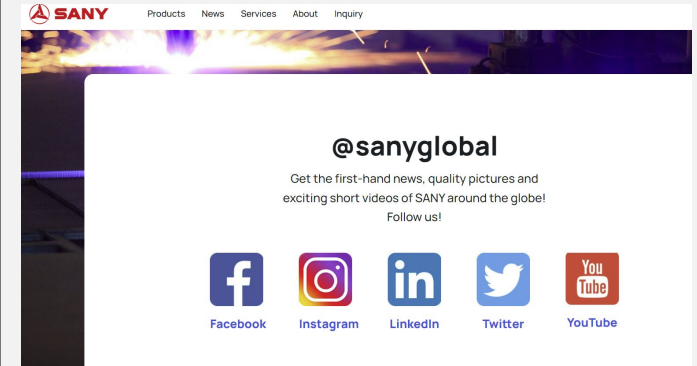 SANY Products News Services About Inquiry
@sanyglobal
Get the first-hand news, quality pictures and
exciting short videos of SANY around the globe!
Follow us!
f in You Tube
Facebook Instagram LinkedIn Twitter YouTube